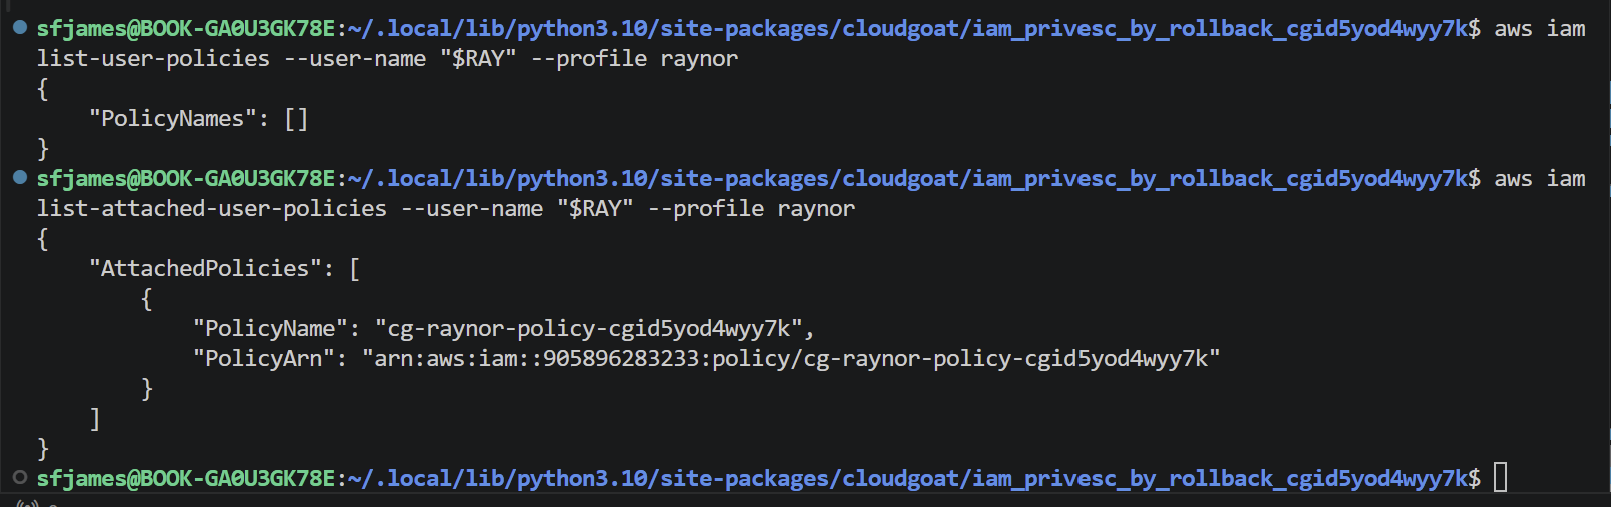 sfjames@BOOK-GA0U3GK78E:~/.local/lib/python3.10/site-packages/cloudgoat/iam_privesc_by_rollback_cgid5yod4wyy7k$ aws iam
list-user-policies --user-name "$RAY" --profile raynor
{
    "PolicyNames": []
}
sfjames@BOOK-GA0U3GK78E:~/.local/lib/python3.10/site-packages/cloudgoat/iam_privesc_by_rollback_cgid5yod4wyy7k$ aws iam
list-attached-user-policies --user-name "$RAY" --profile raynor
{
    "AttachedPolicies": [
        {
            "PolicyName": "cg-raynor-policy-cgid5yod4wyy7k",
            "PolicyArn": "arn:aws:iam::905896283233:policy/cg-raynor-policy-cgid5yod4wyy7k"
        }
    ]
}
sfjames@BOOK-GA0U3GK78E:~/.local/lib/python3.10/site-packages/cloudgoat/iam_privesc_by_rollback_cgid5yod4wyy7k$